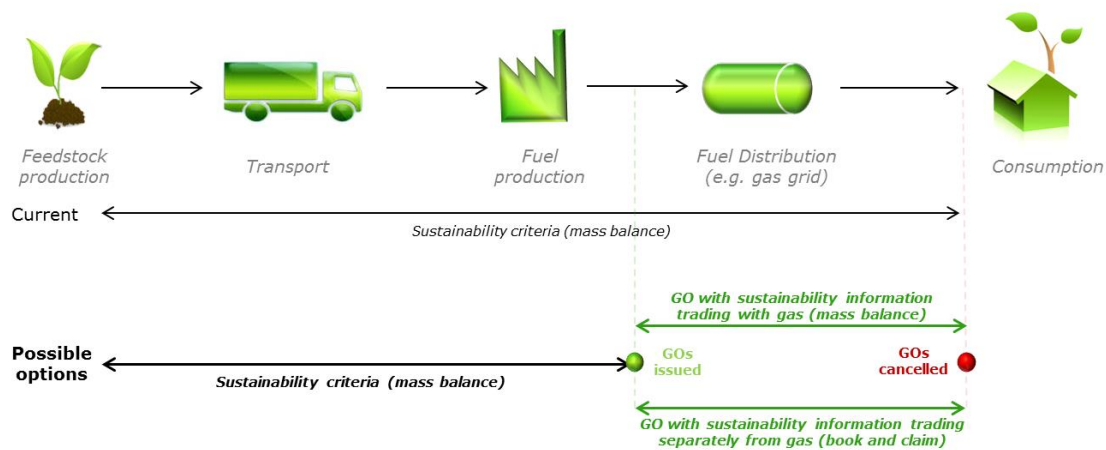 Feedstock
production
Transport
Fuel
production
Fuel Distribution
(e.g. gas grid)
Consumption
Current
Sustainability criteria (mass balance)
GO with sustainability information
trading with gas (mass balance)
Possible
options
Sustainability criteria (mass balance)
GOs
issued
GOs
cancelled
GO with sustainability information trading
separately from gas (book and claim)